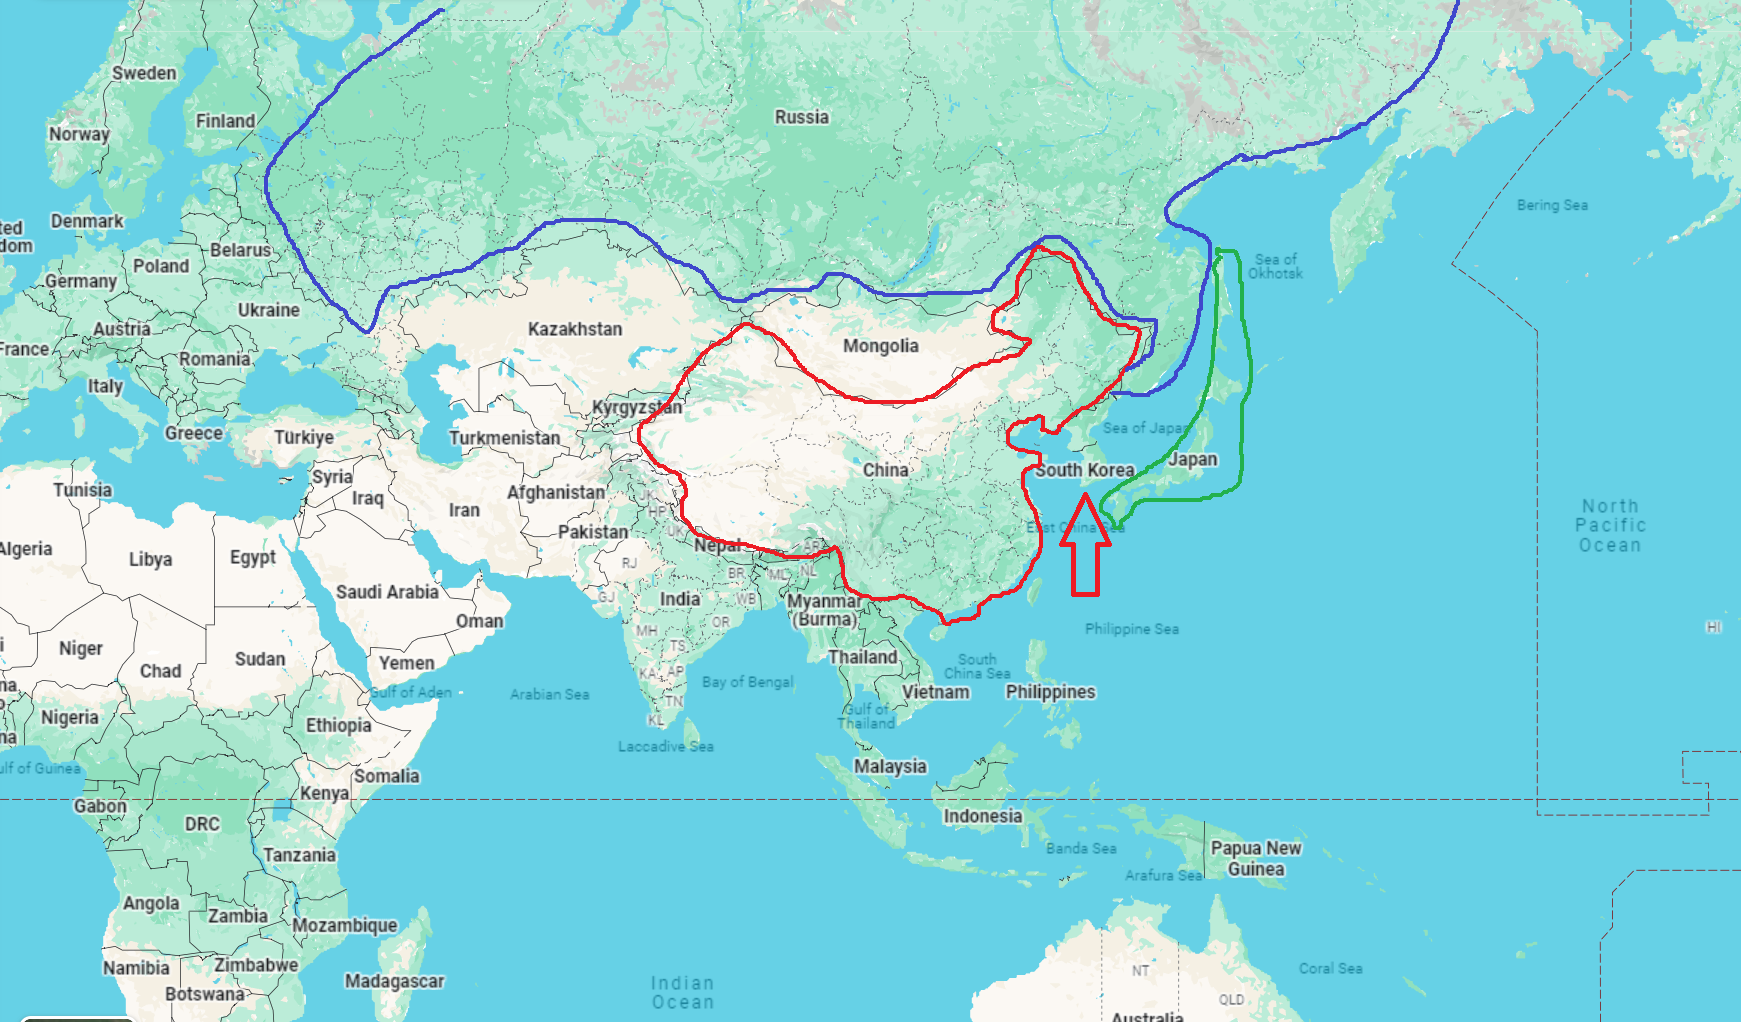 Sweden
Finland
Norway
Russia
Denmark
ted
dom
Belarus
Poland
Germany
Ukraine
Austria
France
Romania
Italy
Greece
Türkiye
Kazakhstan
Mongolia
Kyrgyzstan
Turkmenistan
China
Bering Sea
Sea of
Okhotsk
Sea of Japan
Japan
South Korea
East China Sea
Tunisia
Syria
Iraq
Iran
Afghanistan
Pakistan
JK
HP
UK
Nepal
AR
NL
ML
BR
WB
RJ
GJ
India
OR
MH
TS
KA
AP
TN
KL
Algeria
Libya
Egypt
Saudi Arabia
Oman
Yemen
Niger
Chad
Sudan
Gulf of Aden
Arabian Sea
Bay of Bengal
Laccadive Sea
Myanmar
(Burma)
Thailand
Vietnam
Gulf of
Thailand
South
China Sea
Philippines
Philippine Sea
North
Pacific
Ocean
HI
Nigeria
Ethiopia
Somalia
Kenya
ulf of Guinea
Gabon
DRC
Tanzania
Malaysia
Indonesia
Banda Sea
Arafura Sea
Papua New
Guinea
Angola
Zambia
Mozambique
Namibia
Zimbabwe
Botswana
Madagascar
Indian
Ocean
Coral Sea
NT
QLD
Australia